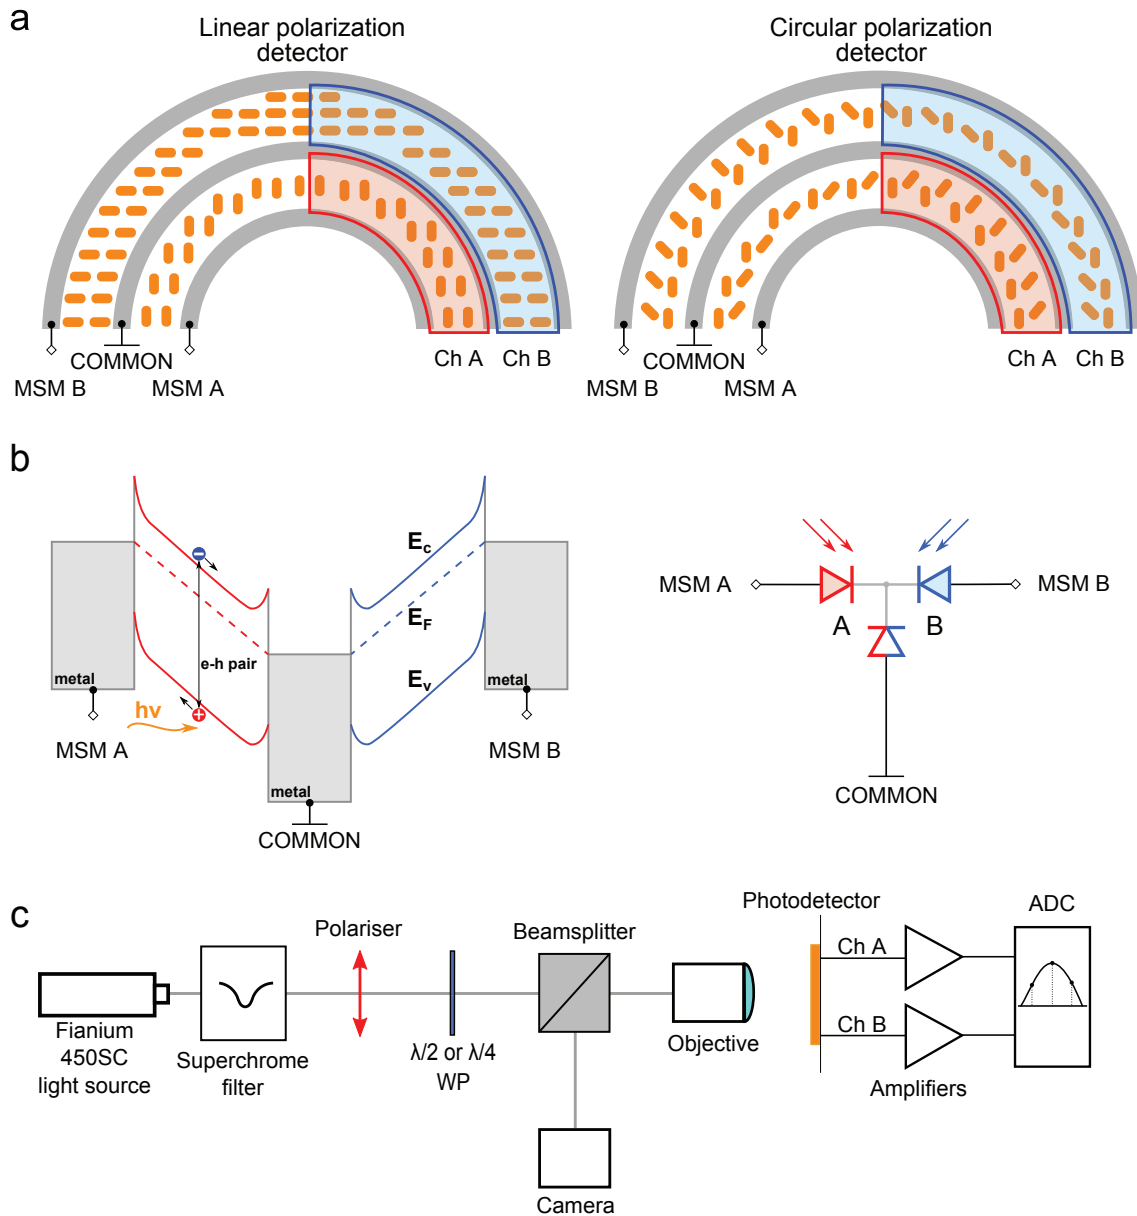 a
Linear polarization
detector
Circular polarization
detector
COMMON
MSM B
MSM A
Ch A
Ch B
COMMON
MSM B
MSM A
Ch A
Ch B
b
Ec
EF
Ev
e-h pair
hν
metal
metal
metal
MSM A
MSM B
COMMON
MSM A
MSM B
A
B
COMMON
c
Fianium
450SC
light source
Superchrome
filter
Polariser
λ/2 or λ/4
WP
Beamsplitter
Camera
Objective
Photodetector
Ch A
Ch B
Amplifiers
ADC